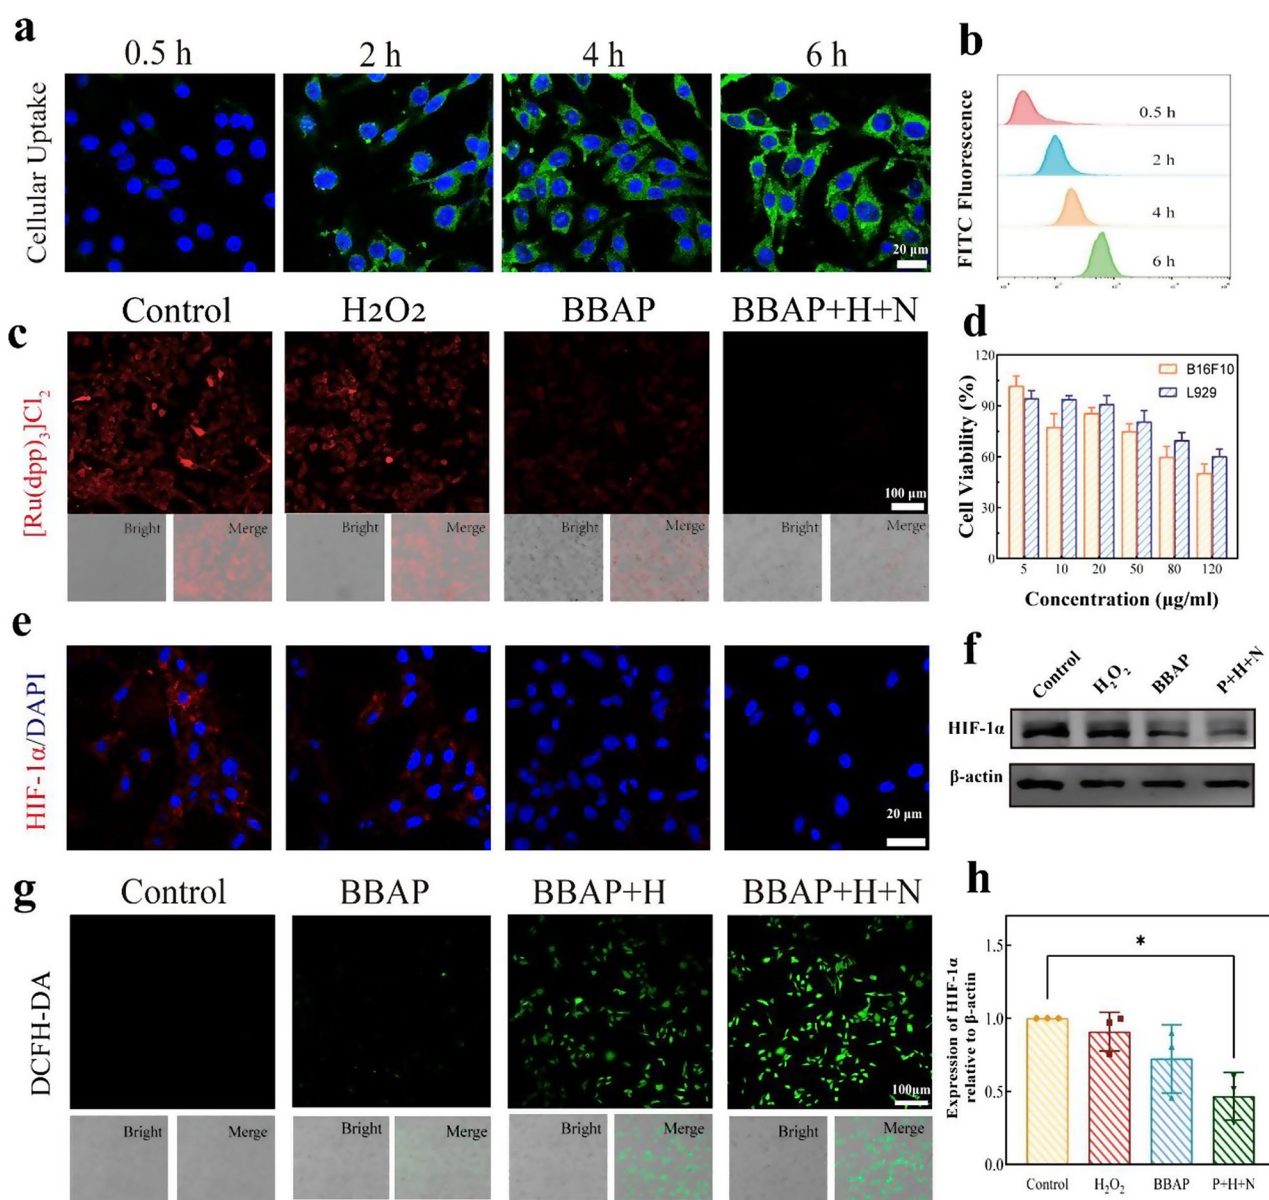 a
0.5 h
2 h
4 h
6 h
Cellular Uptake
20 µm
b
FITC Fluorescence
0.5 h
2 h
4 h
6 h
c
Control
H2O2
BBAP
BBAP+H+N
[Ru(dpp)3]Cl2
100 µm
Bright
Merge
Bright
Merge
Bright
Merge
Bright
Merge
d
Cell Viability (%)
120
90
60
30
0
B16F10
L929
5
10
20
50
80
120
Concentration (µg/ml)
e
HIF-1α/DAPI
20 µm
f
Control
H2O2
BBAP
P+H+N
HIF-1α
β-actin
g
Control
BBAP
BBAP+H
BBAP+H+N
DCFH-DA
100µm
Bright
Merge
Bright
Merge
Bright
Merge
Bright
Merge
h
Expression of HIF-1α
relative to β-actin
1.5
1.0
0.5
0.0
*
Control
H2O2
BBAP
P+H+N